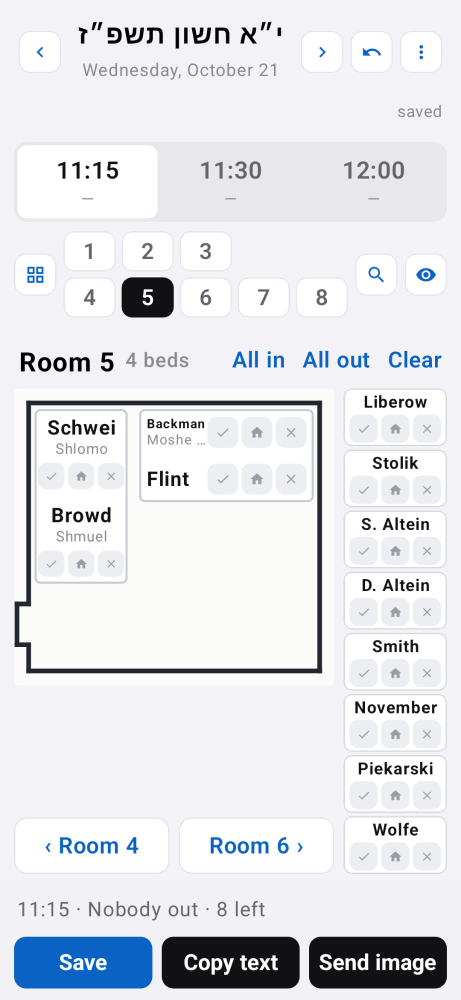 י״א חשון תשפ״ז
Wednesday, October 21
saved
11:15
–
11:30
–
12:00
–
1 2 3
4 5 6 7 8
Room 5 4 beds All in All out Clear
Schwei
Shlomo
Browd
Shmuel
Backman
Moshe ...
Flint
Liberow
Stolik
S. Altein
D. Altein
Smith
November
Piekarski
Wolfe
‹ Room 4 Room 6 ›
11:15 · Nobody out · 8 left
Save Copy text Send image